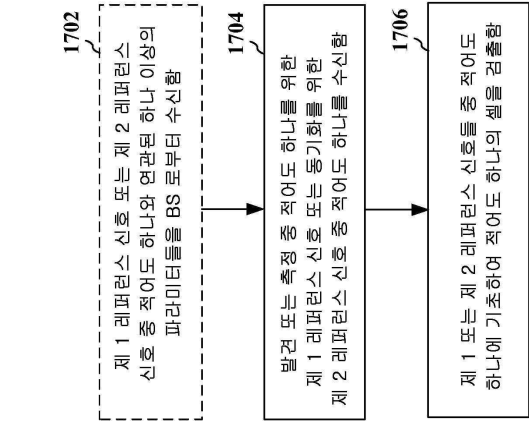 1702
제 1 레퍼런스 신호 또는 제 2 레퍼런스
신호 중 적어도 하나와 연관된 하나 이상의
파라미터들을 BS 로부터 수신함
1704
발견 또는 측정 중 적어도 하나를 위한
제 1 레퍼런스 신호 또는 동기화를 위한
제 2 레퍼런스 신호 중 적어도 하나를 수신함
1706
제 1 또는 제 2 레퍼런스 신호들 중 적어도
하나에 기초하여 적어도 하나의 셀을 검출함